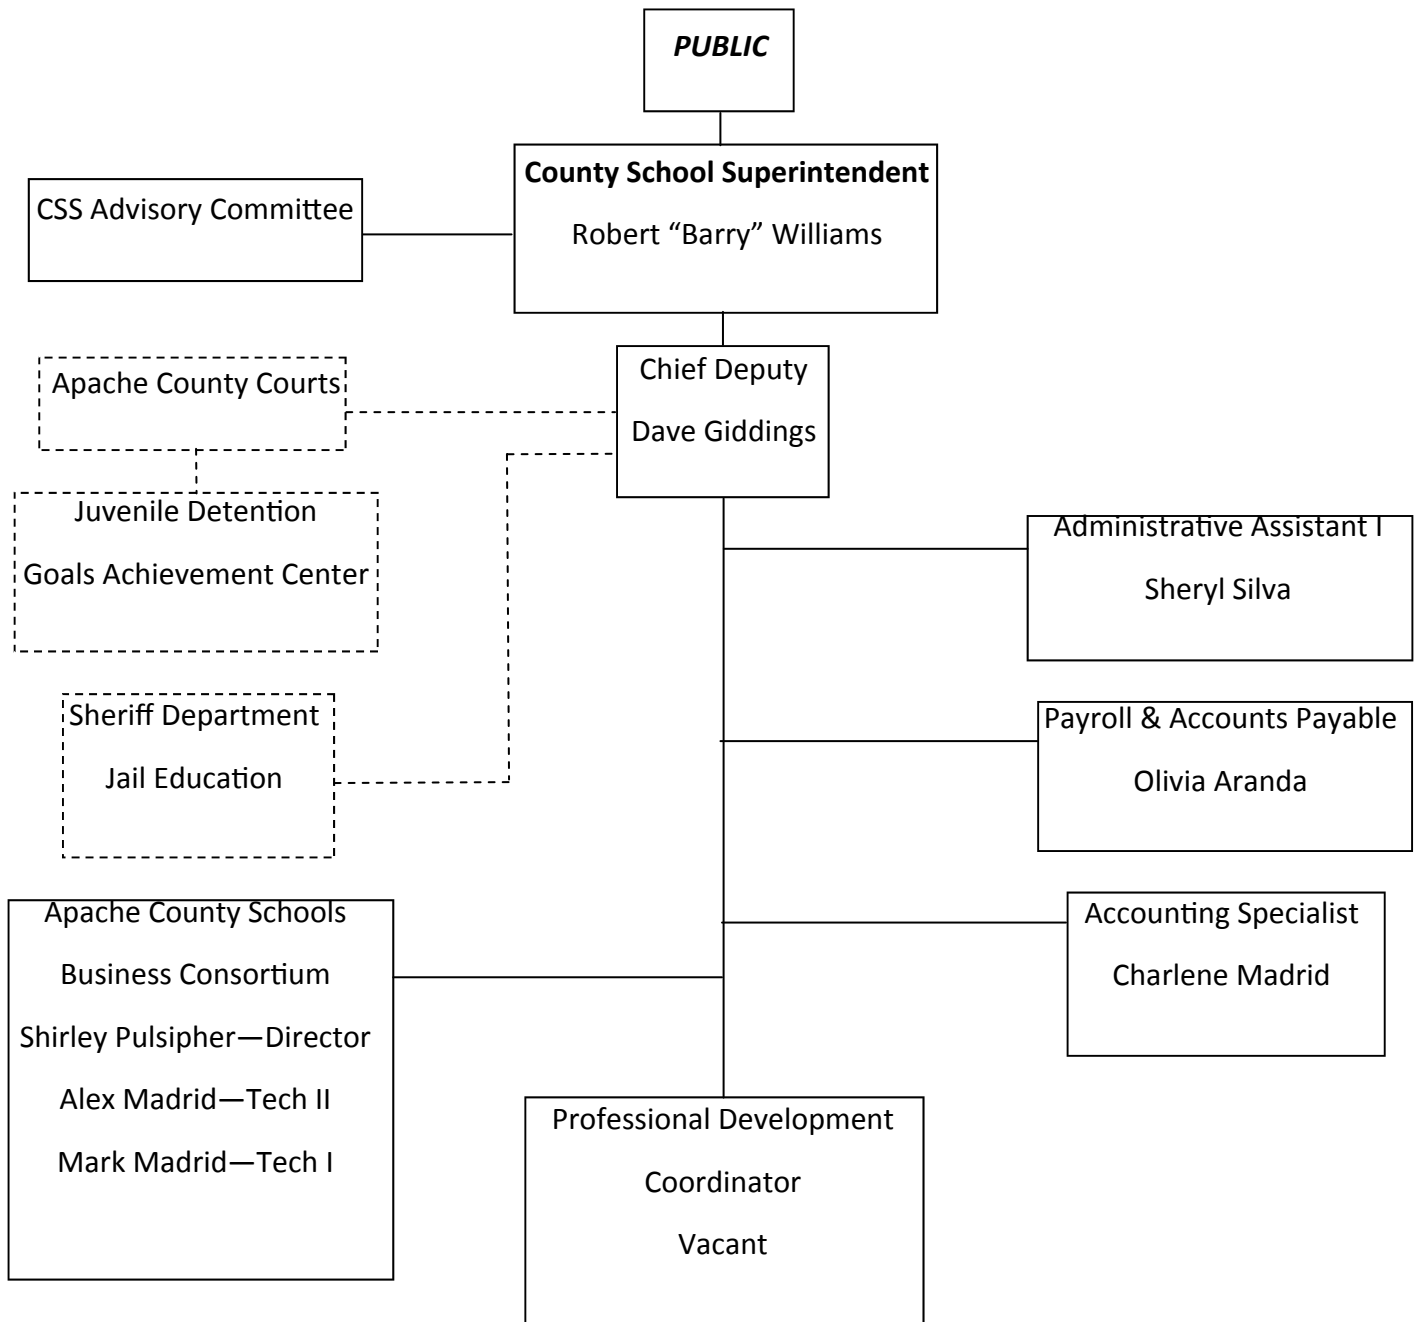 PUBLIC
County School Superintendent
Robert “Barry” Williams
CSS Advisory Committee
Chief Deputy
Dave Giddings
Apache County Courts
Juvenile Detention
Goals Achievement Center
Administrative Assistant I
Sheryl Silva
Sheriff Department
Jail Education
Payroll & Accounts Payable
Olivia Aranda
Apache County Schools
Business Consortium
Shirley Pulsipher—Director
Alex Madrid—Tech II
Mark Madrid—Tech I
Accounting Specialist
Charlene Madrid
Professional Development
Coordinator
Vacant